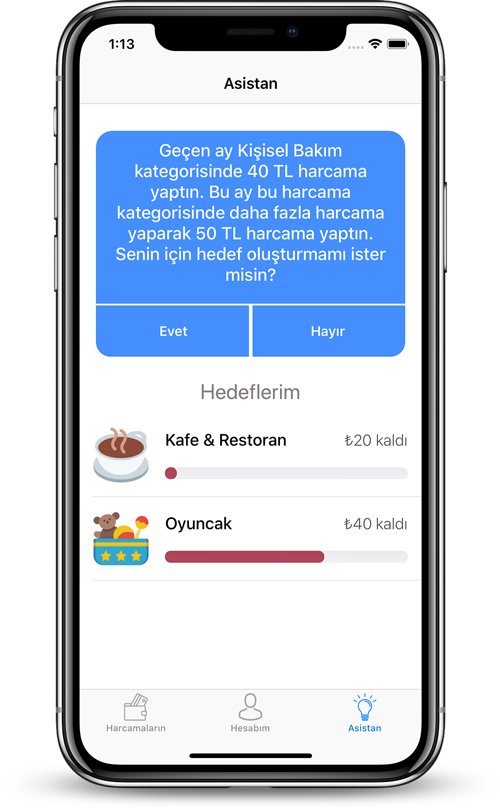 1:13
Asistan
Geçen ay Kişisel Bakım
kategorisinde 40 TL harcama
yaptın. Bu ay bu harcama
kategorisinde daha fazla harcama
yaparak 50 TL harcama yaptın.
Senin için hedef oluşturmamı ister
misin?
Evet Hayır
Hedeflerim
Kafe & Restoran ₺20 kaldı
Oyuncak ₺40 kaldı
Harcamaların Hesabım Asistan